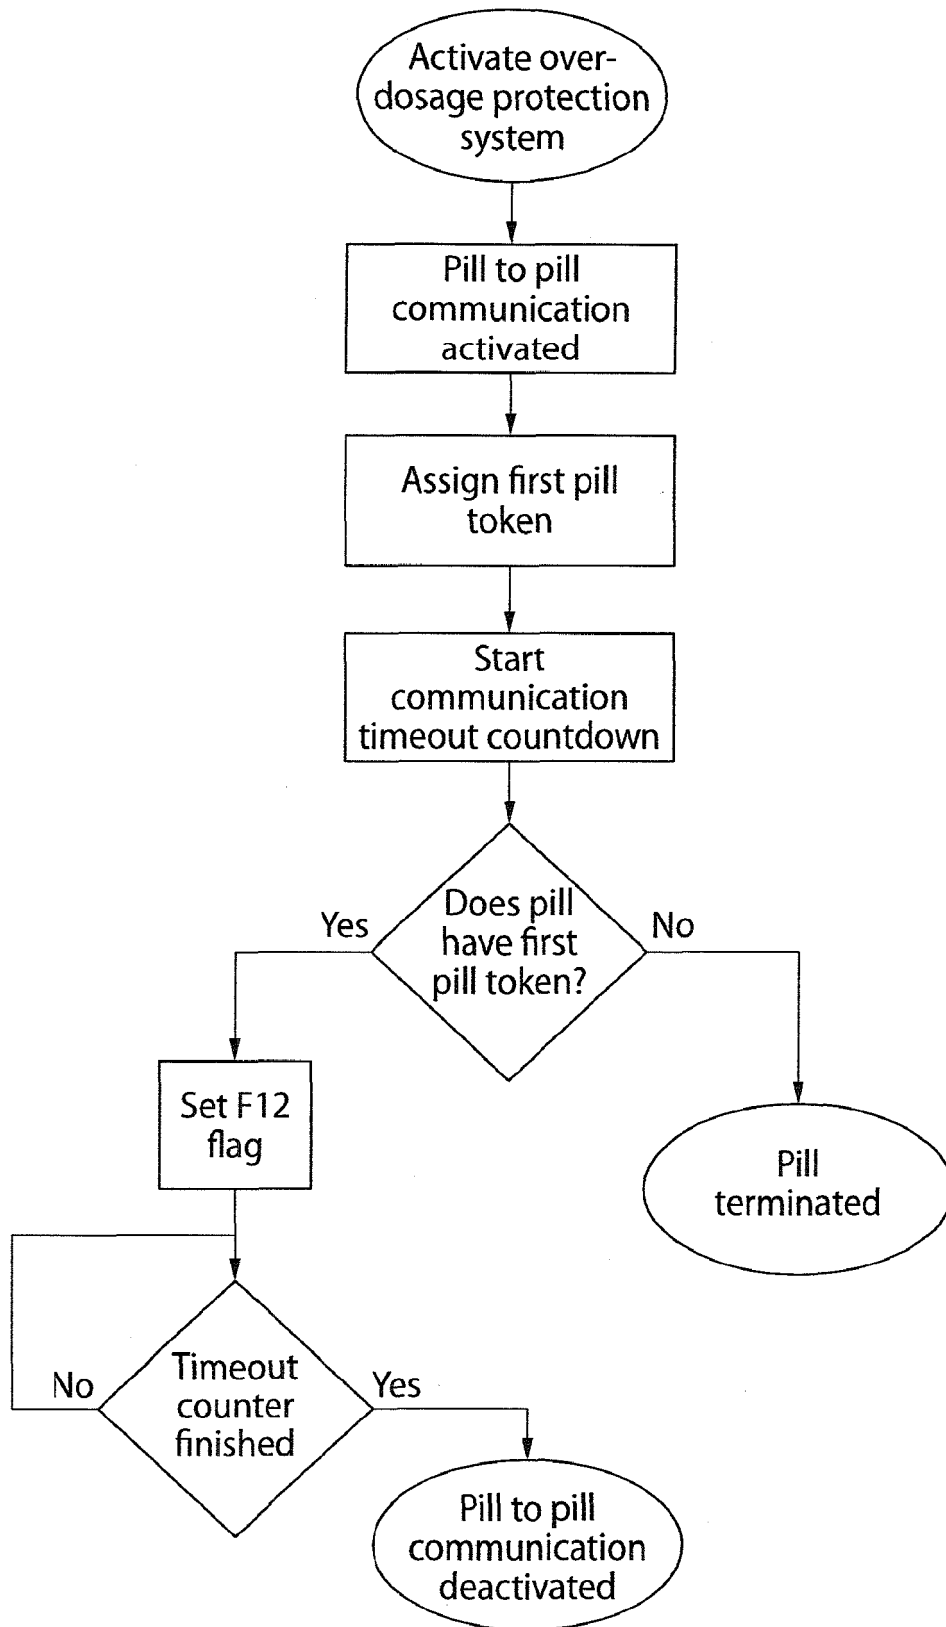 Activate over-
dosage protection
system
Pill to pill
communication
activated
Assign first pill
token
Start
communication
timeout countdown
Does pill
have first
pill token?
Yes
No
Set F12
flag
Pill
terminated
Timeout
counter
finished
No
Yes
Pill to pill
communication
deactivated